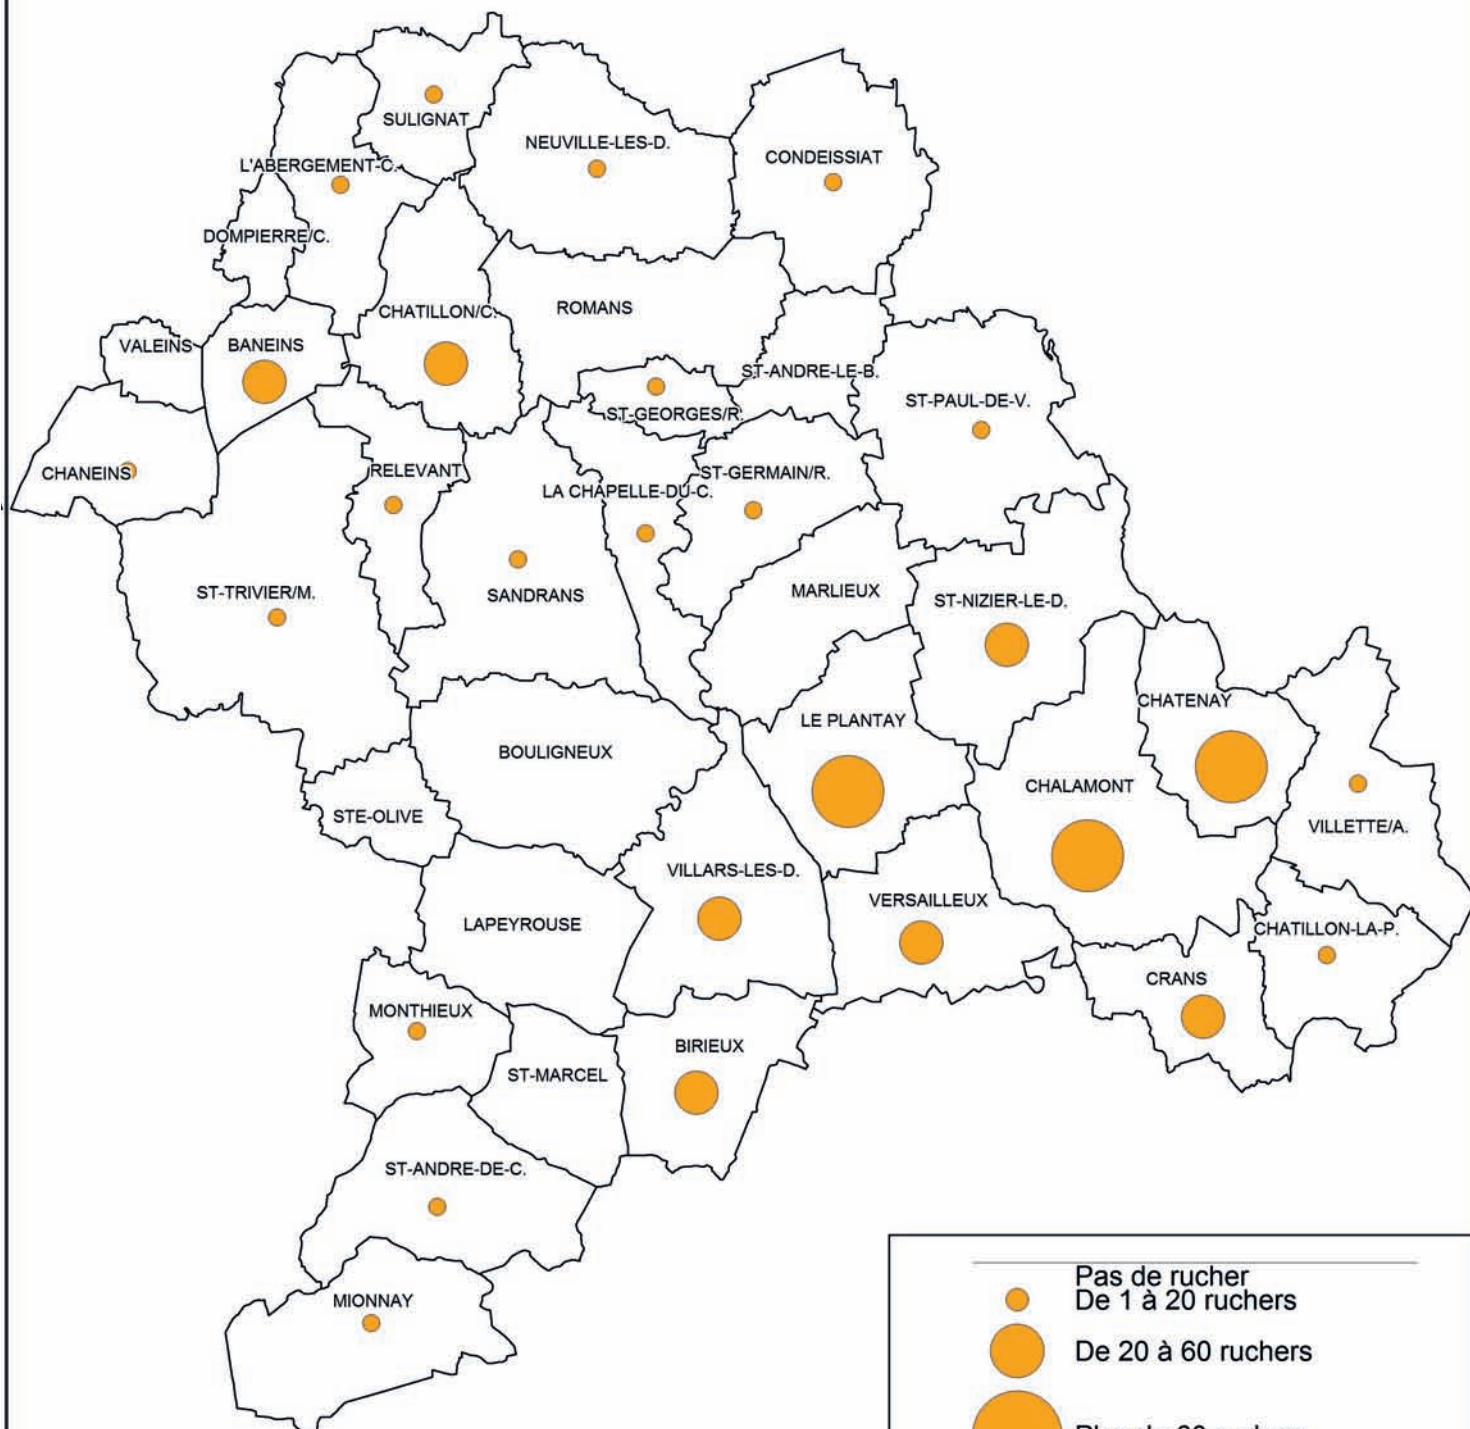 SULIGNAT
NEUVILLE-LES-D.
CONDEISSIAT
L'ABERGEMENT-C.
DOMPIERRE/C.
ROMANS
CHATILLON/C.
VALEINS
BANEINS
ST-ANDRE-LE-B.
ST-PAUL-DE-V.
ST-GEORGES/R.
CHANEINS
RELEVANT
ST-GERMAIN/R.
LA CHAPELLE-DU-C.
ST-TRIVIER/M.
SANDRANS
MARLIEUX
ST-NIZIER-LE-D.
CHATENAY
LE PLANTAY
BOULIGNEUX
CHALAMONT
STE-OLIVE
VILLETTE/A.
VILLARS-LES-D.
VERSAILLEUX
LAPEYROUSE
CHATILLON-LA-P.
CRANS
MONTHIEUX
BIRIEUX
ST-MARCEL
ST-ANDRE-DE-C.
MIONNAY
Pas de rucher
De 1 à 20 ruchers
De 20 à 60 ruchers